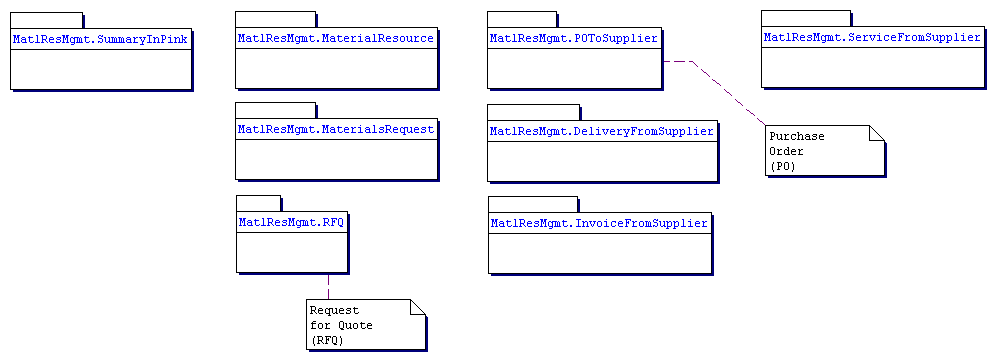 MatlResMgmt.SummaryInPink
MatlResMgmt.MaterialResource
MatlResMgmt.POToSupplier
MatlResMgmt.ServiceFromSupplier
MatlResMgmt.MaterialsRequest
MatlResMgmt.DeliveryFromSupplier
Purchase
Order
(PO)
MatlResMgmt.RFQ
MatlResMgmt.InvoiceFromSupplier
Request
for Quote
(RFQ)